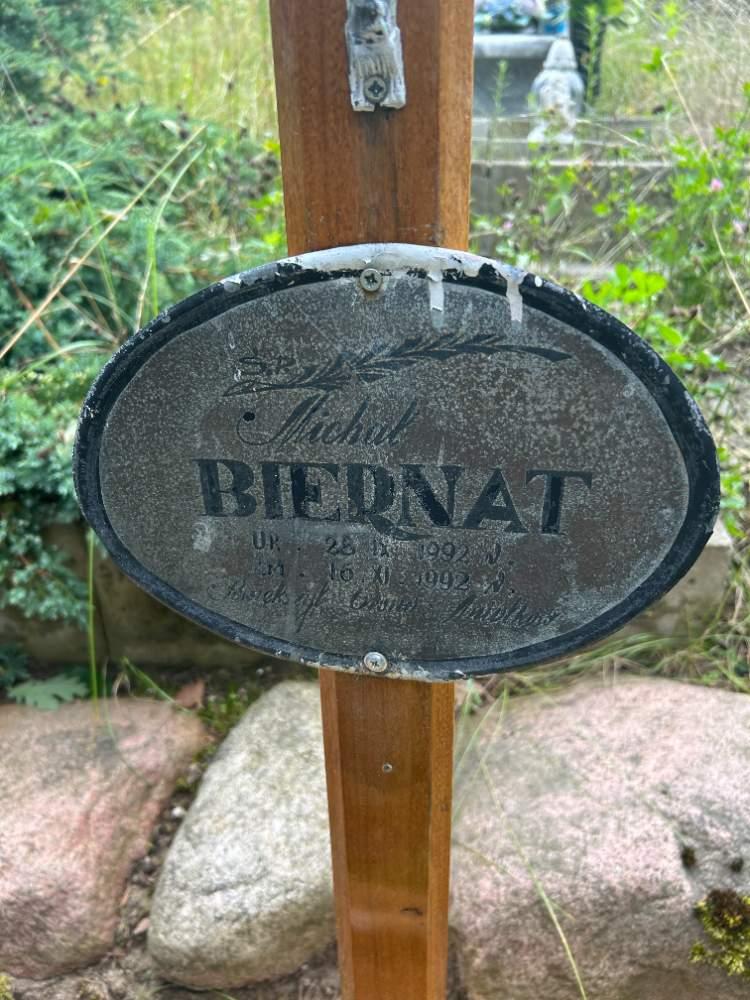 Ś.P.
Michał
BIERNAT
UR. 28 IX 1992 r.
ZM. 16 XI 1992 r.